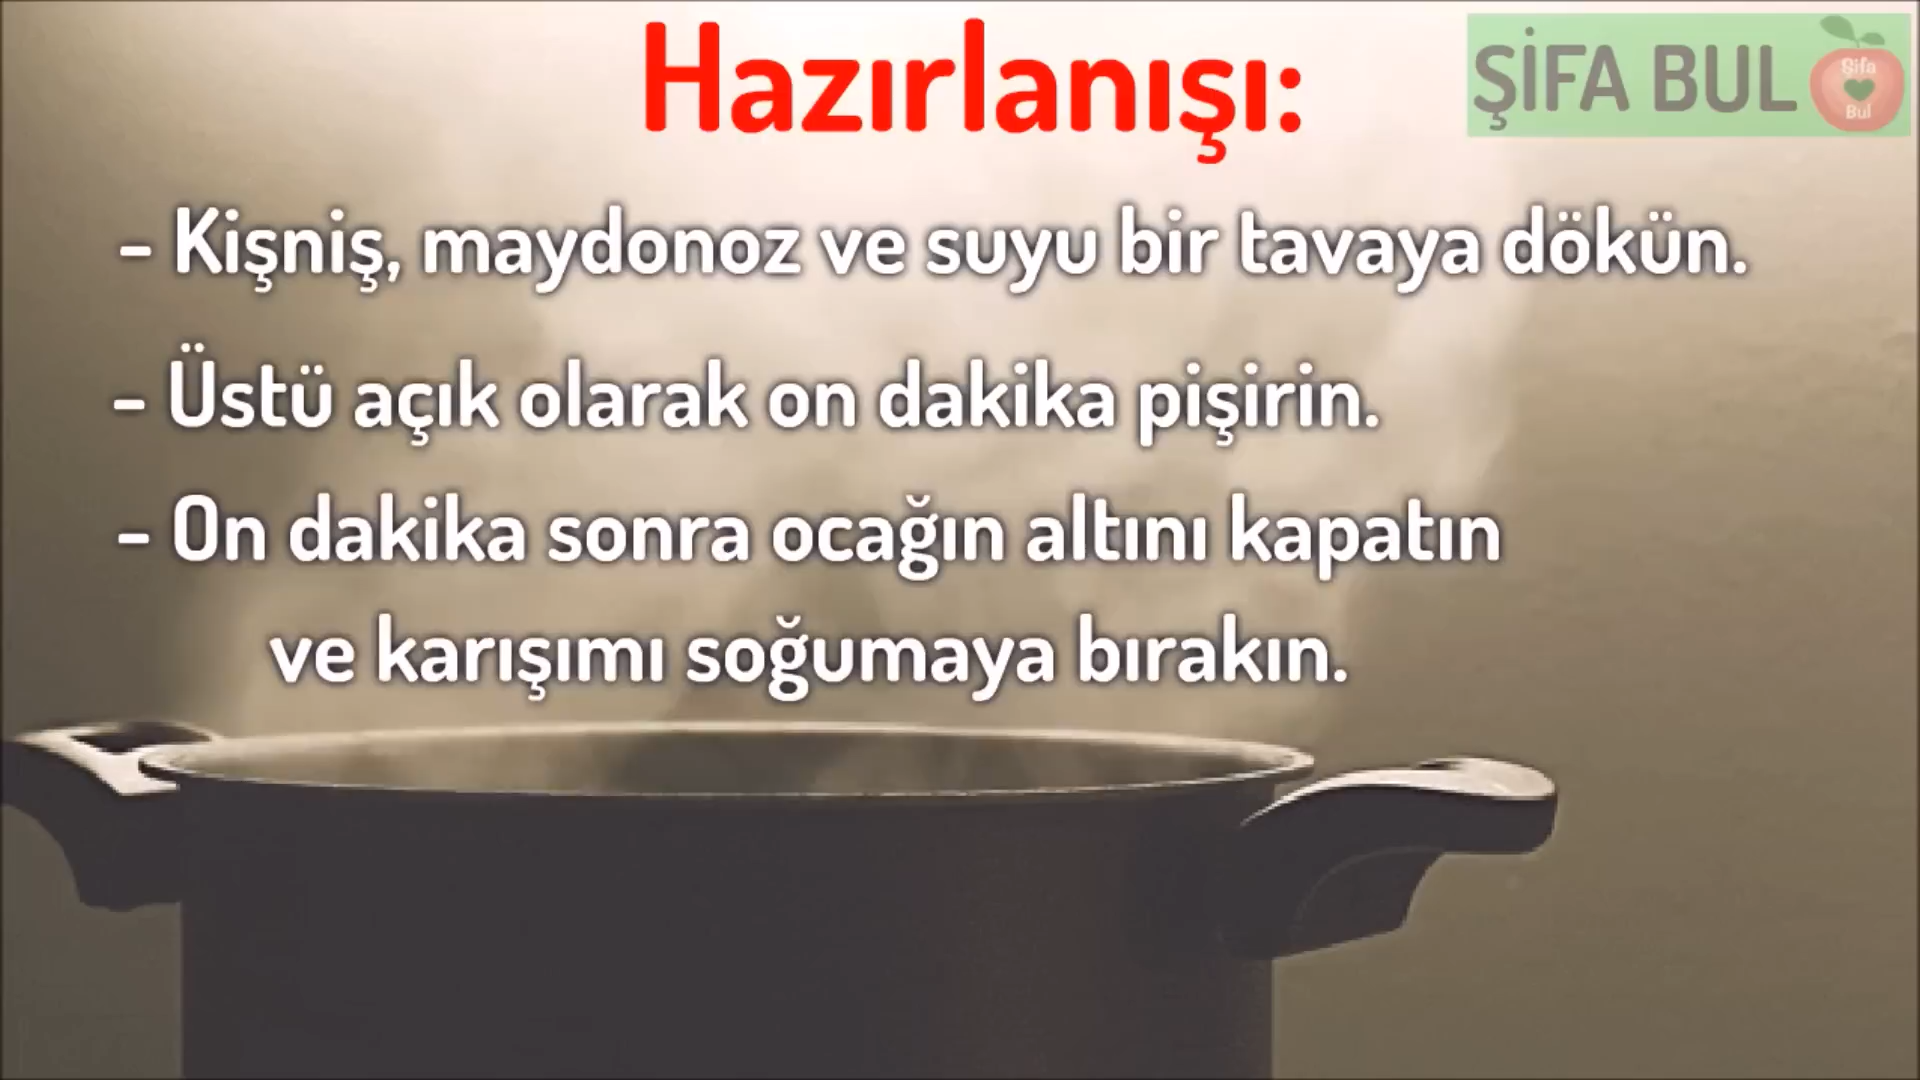 Hazırlanışı:
ŞİFA BUL
Şifa
Bul
- Kişniş, maydonoz ve suyu bir tavaya dökün.
- Üstü açık olarak on dakika pişirin.
- On dakika sonra ocağın altını kapatın
ve karışımı soğumaya bırakın.